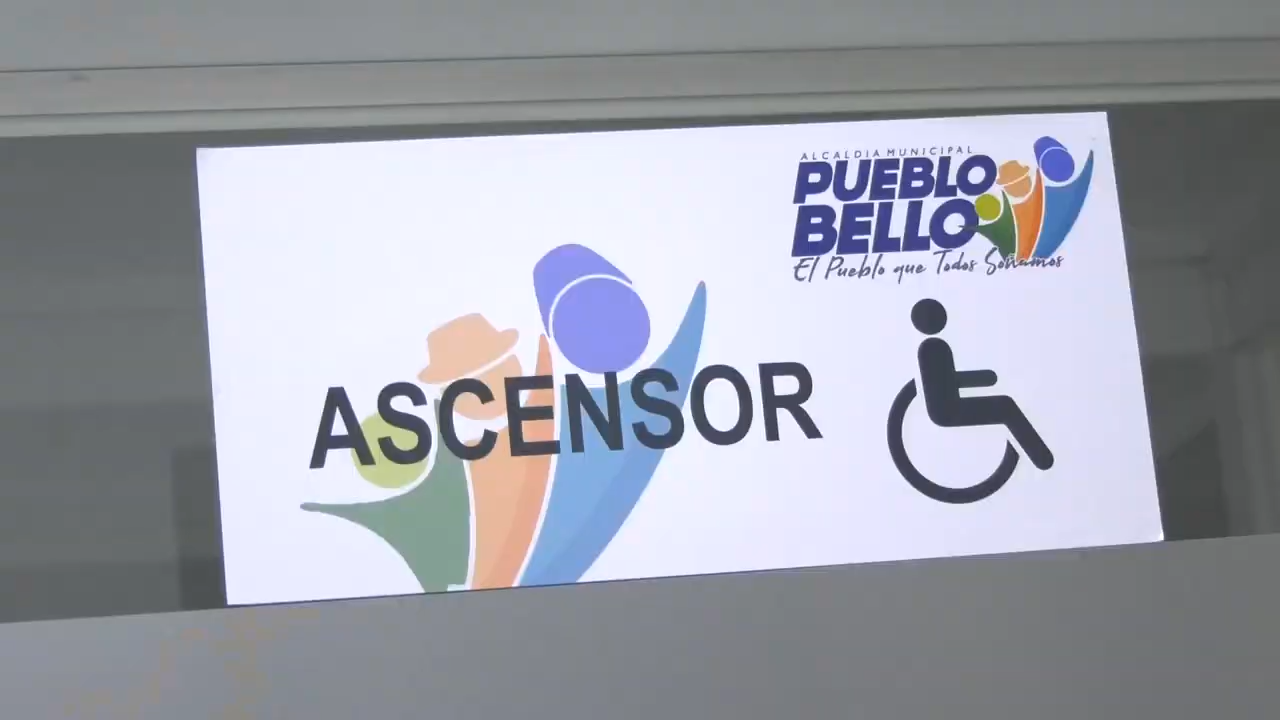 ALCALDIA MUNICIPAL
PUEBLO
BELLO
El Pueblo que Todos Soñamos
ASCENSOR